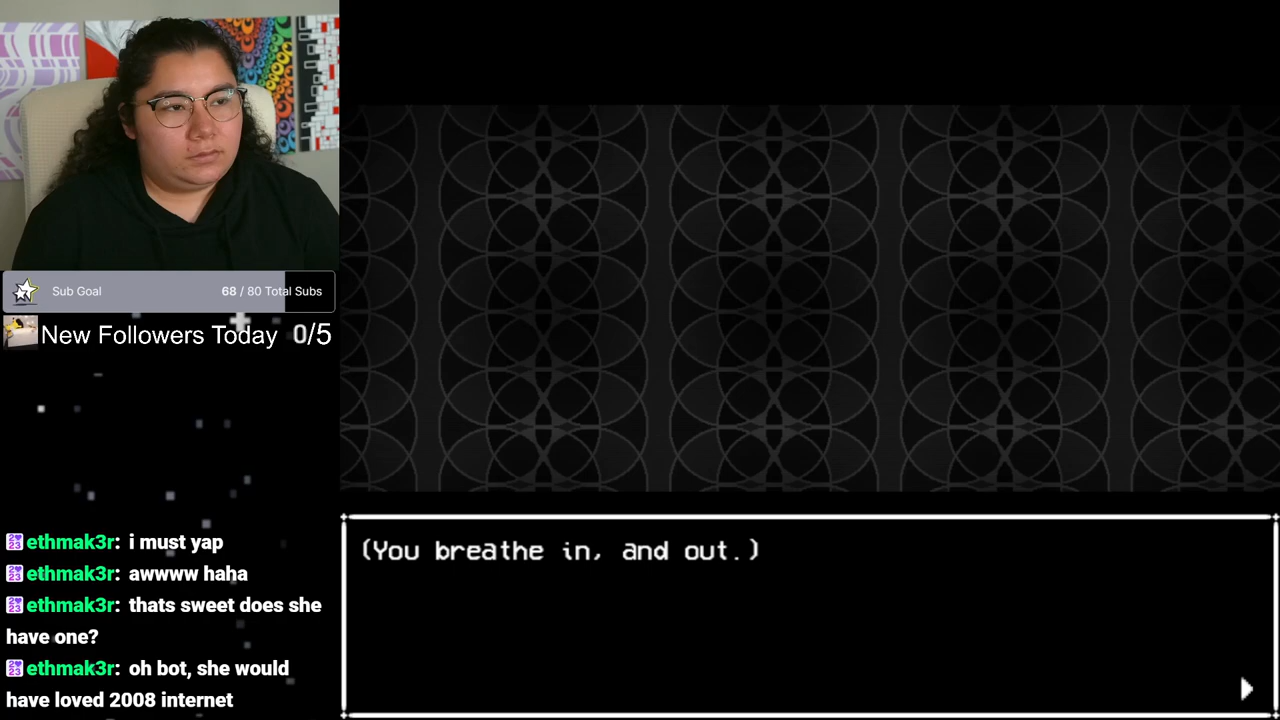 Sub Goal 68 / 80 Total Subs
New Followers Today 0/5
ethmak3r: i must yap
ethmak3r: awwww haha
ethmak3r: thats sweet does she
have one?
ethmak3r: oh bot, she would
have loved 2008 internet
(You breathe in, and out.)